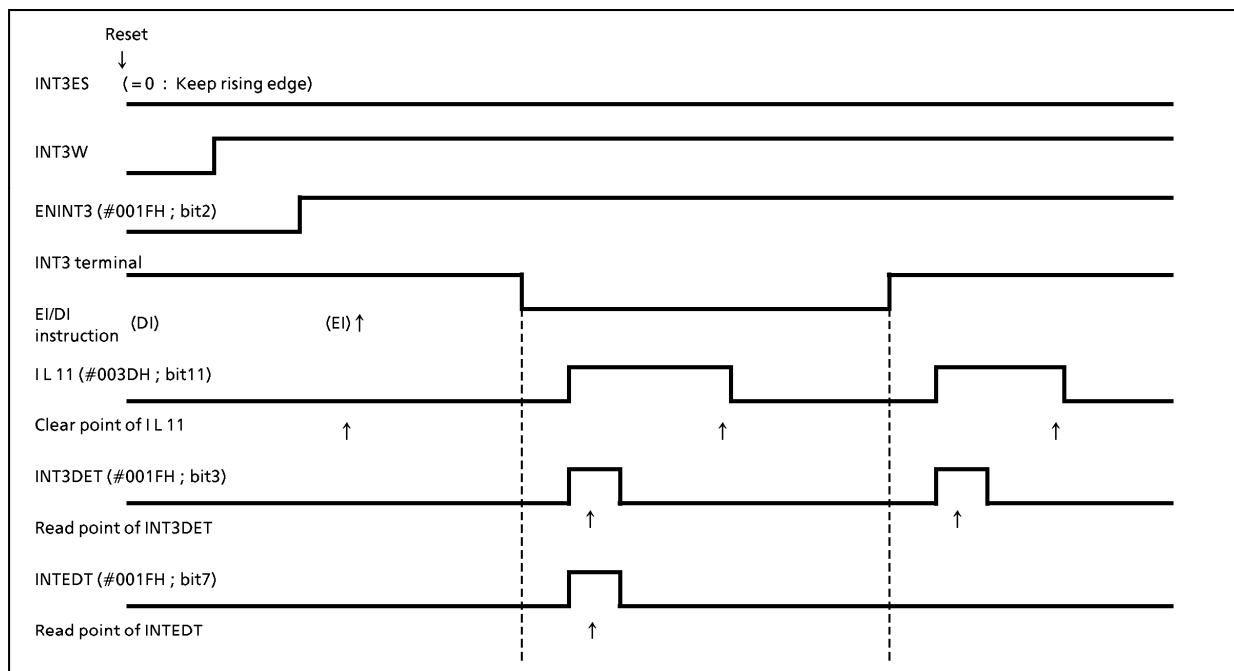 Reset
↓
INT3ES (=0 : Keep rising edge)
INT3W
ENINT3 (#001FH ; bit2)
INT3 terminal
EI/DI
instruction (DI) (EI) ↑
I L 11 (#003DH ; bit11)
Clear point of I L 11 ↑ ↑ ↑
INT3DET (#001FH ; bit3)
Read point of INT3DET ↑ ↑
INTEDT (#001FH ; bit7)
Read point of INTEDT ↑